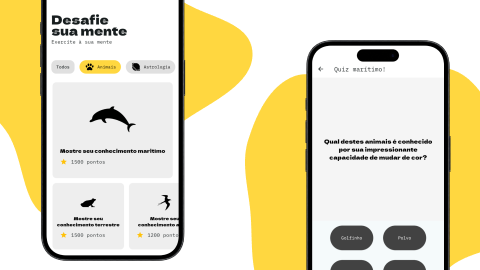 Desafie
sua mente
Exercite a sua mente
Todos
Animais
Astrologia
Mostre seu conhecimento marítimo
1500 pontos
Mostre seu
conhecimento terrestre
1500 pontos
Mostre seu
conhecimento a
1200 pontos
Quiz marítimo!
Qual destes animais é conhecido
por sua impressionante
capacidade de mudar de cor?
Golfinho
Polvo